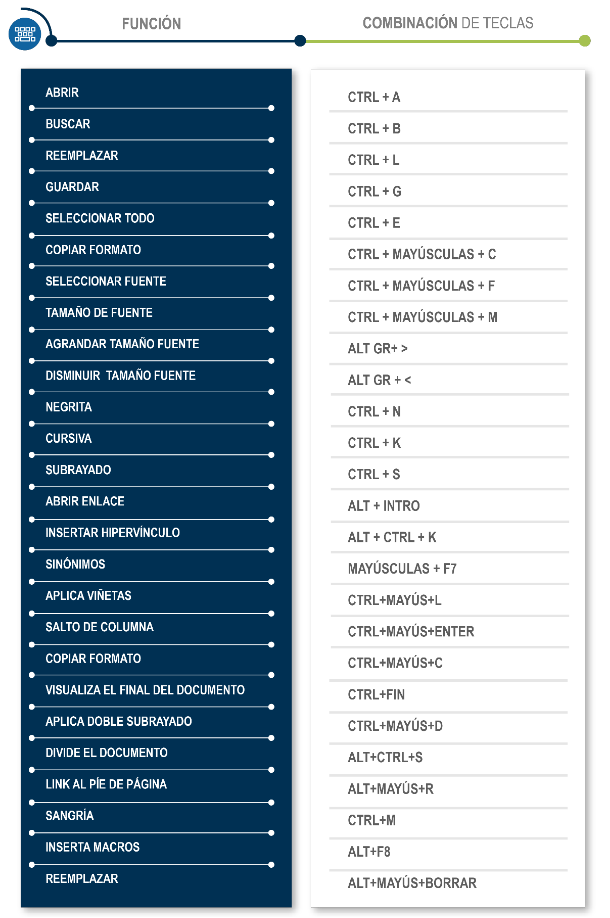 FUNCIÓN COMBINACIÓN DE TECLAS
ABRIR CTRL + A
BUSCAR CTRL + B
REEMPLAZAR CTRL + L
GUARDAR CTRL + G
SELECCIONAR TODO CTRL + E
COPIAR FORMATO CTRL + MAYÚSCULAS + C
SELECCIONAR FUENTE CTRL + MAYÚSCULAS + F
TAMAÑO DE FUENTE CTRL + MAYÚSCULAS + M
AGRANDAR TAMAÑO FUENTE ALT GR+ >
DISMINUIR TAMAÑO FUENTE ALT GR + <
NEGRITA CTRL + N
CURSIVA CTRL + K
SUBRAYADO CTRL + S
ABRIR ENLACE ALT + INTRO
INSERTAR HIPERVÍNCULO ALT + CTRL + K
SINÓNIMOS MAYÚSCULAS + F7
APLICA VIÑETAS CTRL+MAYÚS+L
SALTO DE COLUMNA CTRL+MAYÚS+ENTER
COPIAR FORMATO CTRL+MAYÚS+C
VISUALIZA EL FINAL DEL DOCUMENTO CTRL+FIN
APLICA DOBLE SUBRAYADO CTRL+MAYÚS+D
DIVIDE EL DOCUMENTO ALT+CTRL+S
LINK AL PÍE DE PÁGINA ALT+MAYÚS+R
SANGRÍA CTRL+M
INSERTA MACROS ALT+F8
REEMPLAZAR ALT+MAYÚS+BORRAR